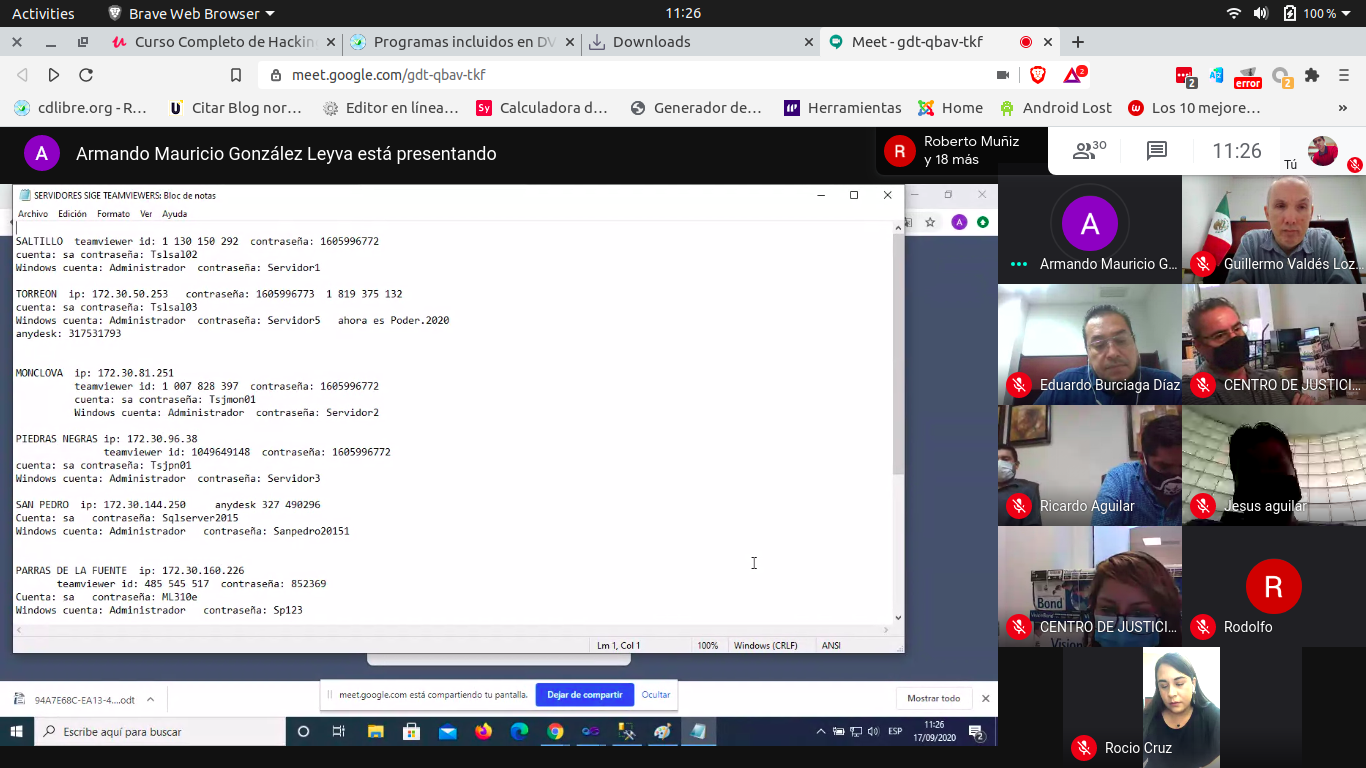 Activities Brave Web Browser 11:26 100 %
Curso Completo de Hackin
Programas incluidos en DV
Downloads
Meet - gdt-qbav-tkf
meet.google.com/gdt-qbav-tkf
2
2
error
2
cdlibre.org - R…
Citar Blog nor…
Editor en línea…
Calculadora d…
Generador de…
Herramientas
Home
Android Lost
Los 10 mejore…
»
A
Armando Mauricio González Leyva está presentando
R
Roberto Muñiz
y 18 más
30
11:26
Tú
SERVIDORES SIGE TEAMVIEWERS: Bloc de notas
Archivo Edición Formato Ver Ayuda
SALTILLO teamviewer id: 1 130 150 292 contraseña: 1605996772
cuenta: sa contraseña: Tslsal02
Windows cuenta: Administrador contraseña: Servidor1
TORREON ip: 172.30.50.253 contraseña: 1605996773 1 819 375 132
cuenta: sa contraseña: Tslsal03
Windows cuenta: Administrador contraseña: Servidor5 ahora es Poder.2020
anydesk: 317531793
MONCLOVA ip: 172.30.81.251
teamviewer id: 1 007 828 397 contraseña: 1605996772
cuenta: sa contraseña: Tsjmon01
Windows cuenta: Administrador contraseña: Servidor2
PIEDRAS NEGRAS ip: 172.30.96.38
teamviewer id: 1049649148 contraseña: 1605996772
cuenta: sa contraseña: Tsjpn01
Windows cuenta: Administrador contraseña: Servidor3
SAN PEDRO ip: 172.30.144.250 anydesk 327 490296
Cuenta: sa contraseña: Sqlserver2015
Windows cuenta: Administrador contraseña: Sanpedro20151
PARRAS DE LA FUENTE ip: 172.30.160.226
teamviewer id: 485 545 517 contraseña: 852369
Cuenta: sa contraseña: ML310e
Windows cuenta: Administrador contraseña: Sp123
Lm 1, Col 1 100% Windows (CRLF) ANSI
A
94A7E68C-EA13-4....odt
meet.google.com está compartiendo tu pantalla.
Dejar de compartir
Ocultar
Mostrar todo
Escribe aquí para buscar
ESP
11:26
17/09/2020
2
A
Armando Mauricio G…
Guillermo Valdés Loz…
Eduardo Burciaga Díaz
CENTRO DE JUSTICI…
Ricardo Aguilar
Jesus aguilar
Bond
Vision
CENTRO DE JUSTICI…
R
Rodolfo
Rocio Cruz